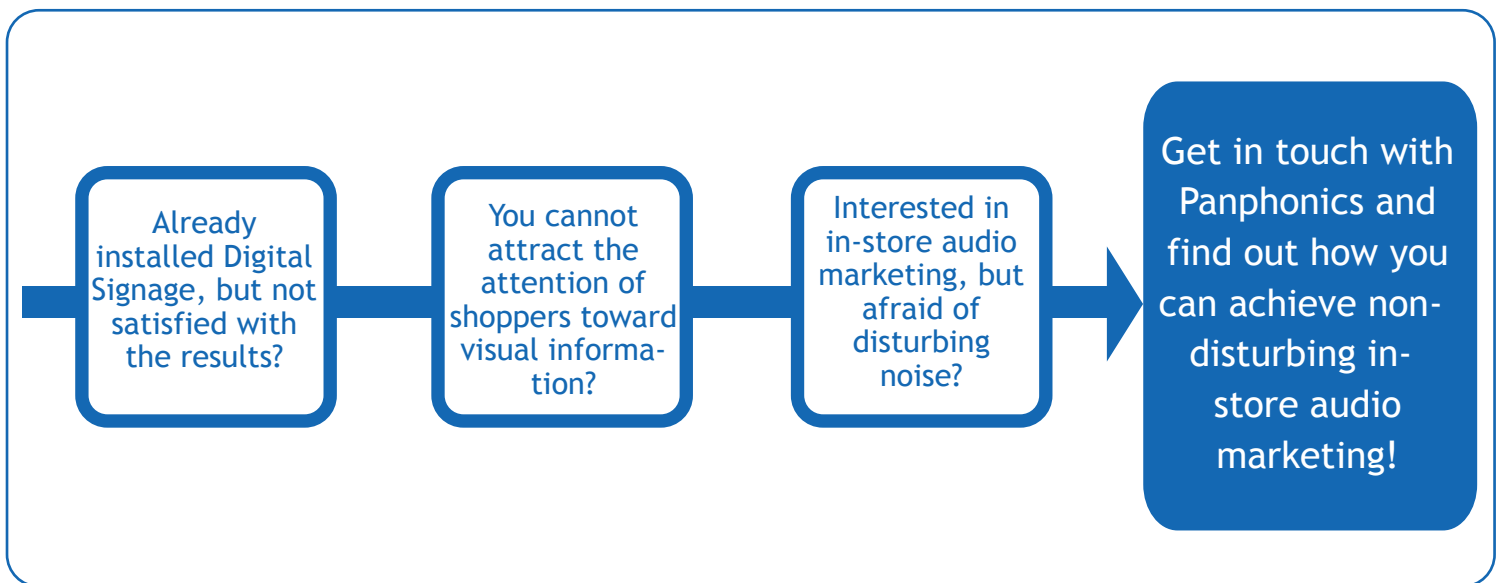 Already
installed Digital
Signage, but not
satisfied with
the results?
You cannot
attract the
attention of
shoppers toward
visual informa-
tion?
Interested in
in-store audio
marketing, but
afraid of
disturbing
noise?
Get in touch with
Panphonics and
find out how you
can achieve non-
disturbing in-
store audio
marketing!